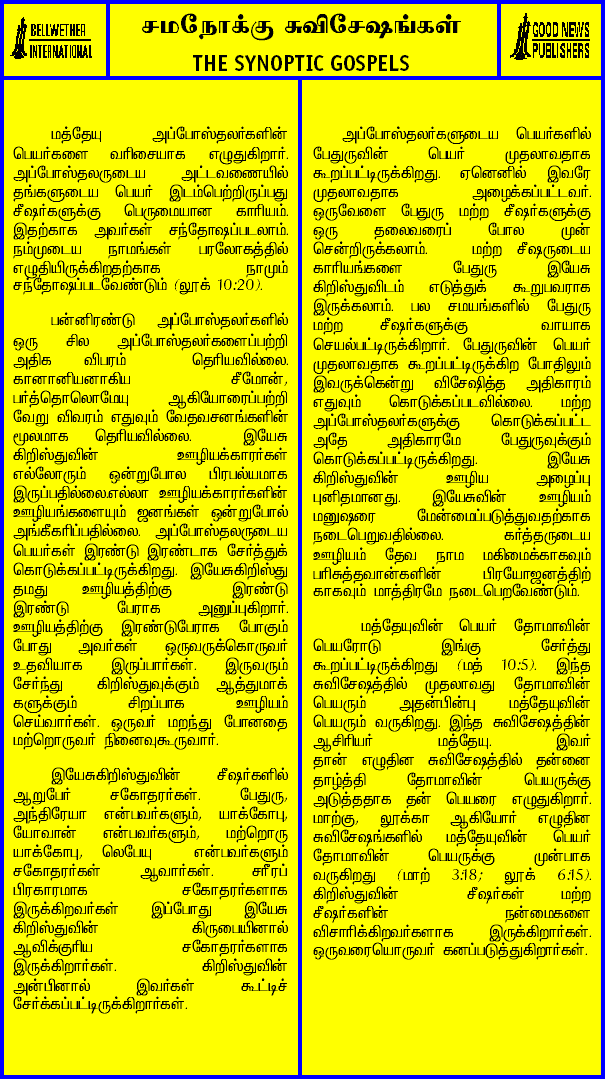 BELLWETHER
INTERNATIONAL
சமநோக்கு சுவிசேஷங்கள்
THE SYNOPTIC GOSPELS
GOOD NEWS
PUBLISHERS
மத்தேயு அப்போஸ்தலர்களின்
பெயர்களை வரிசையாக எழுதுகிறார்.
அப்போஸ்தலருடைய அட்டவணையில்
தங்களுடைய பெயர் இடம்பெற்றிருப்பது
சீஷர்களுக்கு பெருமையான காரியம்.
இதற்காக அவர்கள் சந்தோஷப்படலாம்.
நம்முடைய நாமங்கள் பரலோகத்தில்
எழுதியிருக்கிறதற்காக நாமும்
சந்தோஷப்படவேண்டும் (லூக் 10:20).
பன்னிரண்டு அப்போஸ்தலர்களில்
ஒரு சில அப்போஸ்தலர்களைப்பற்றி
அதிக விபரம் தெரியவில்லை.
கானானியனாகிய சீமோன்,
பர்த்தொலொமேயு ஆகியோரைப்பற்றி
வேறு விவரம் எதுவும் வேதவசனங்களின்
மூலமாக தெரியவில்லை. இயேசு
கிறிஸ்துவின் ஊழியக்காரர்கள்
எல்லோரும் ஒன்றுபோல பிரபல்யமாக
இருப்பதில்லை.எல்லா ஊழியக்காரர்களின்
ஊழியங்களையும் ஜனங்கள் ஒன்றுபோல்
அங்கீகரிப்பதில்லை. அப்போஸ்தலருடைய
பெயர்கள் இரண்டு இரண்டாக சேர்த்துக்
கொடுக்கப்பட்டிருக்கிறது. இயேசுகிறிஸ்து
தமது ஊழியத்திற்கு இரண்டு
இரண்டு பேராக அனுப்புகிறார்.
ஊழியத்திற்கு இரண்டுபேராக போகும்
போது அவர்கள் ஒருவருக்கொருவர்
உதவியாக இருப்பார்கள். இருவரும்
சேர்ந்து கிறிஸ்துவுக்கும் ஆத்துமாக்
களுக்கும் சிறப்பாக ஊழியம்
செய்வார்கள். ஒருவர் மறந்து போனதை
மற்றொருவர் நினைவுகூருவார்.
இயேசுகிறிஸ்துவின் சீஷர்களில்
ஆறுபேர் சகோதரர்கள். பேதுரு,
அந்திரேயா என்பவர்களும், யாக்கோபு,
யோவான் என்பவர்களும், மற்றொரு
யாக்கோபு, லெபேயு என்பவர்களும்
சகோதரர்கள் ஆவார்கள். சரீரப்
பிரகாரமாக சகோதரர்களாக
இருக்கிறவர்கள் இப்போது இயேசு
கிறிஸ்துவின் கிருபையினால்
ஆவிக்குரிய சகோதரர்களாக
இருக்கிறார்கள். கிறிஸ்துவின்
அன்பினால் இவர்கள் கூட்டிச்
சேர்க்கப்பட்டிருக்கிறார்கள்.
அப்போஸ்தலர்களுடைய பெயர்களில்
பேதுருவின் பெயர் முதலாவதாக
கூறப்பட்டிருக்கிறது. ஏனெனில் இவரே
முதலாவதாக அழைக்கப்பட்டவர்.
ஒருவேளை பேதுரு மற்ற சீஷர்களுக்கு
ஒரு தலைவரைப் போல முன்
சென்றிருக்கலாம். மற்ற சீஷருடைய
காரியங்களை பேதுரு இயேசு
கிறிஸ்துவிடம் எடுத்துக் கூறுபவராக
இருக்கலாம். பல சமயங்களில் பேதுரு
மற்ற சீஷர்களுக்கு வாயாக
செயல்பட்டிருக்கிறார். பேதுருவின் பெயர்
முதலாவதாக கூறப்பட்டிருக்கிற போதிலும்
இவருக்கென்று விசேஷித்த அதிகாரம்
எதுவும் கொடுக்கப்படவில்லை. மற்ற
அப்போஸ்தலர்களுக்கு கொடுக்கப்பட்ட
அதே அதிகாரமே பேதுருவுக்கும்
கொடுக்கப்பட்டிருக்கிறது. இயேசு
கிறிஸ்துவின் ஊழிய அழைப்பு
புனிதமானது. இயேசுவின் ஊழியம்
மனுஷரை மேன்மைப்படுத்துவதற்காக
நடைபெறுவதில்லை. கர்த்தருடைய
ஊழியம் தேவ நாம மகிமைக்காகவும்
பரிசுத்தவான்களின் பிரயோஜனத்திற்
காகவும் மாத்திரமே நடைபெறவேண்டும்.
மத்தேயுவின் பெயர் தோமாவின்
பெயரோடு இங்கு சேர்த்து
கூறப்பட்டிருக்கிறது (மத் 10:5). இந்த
சுவிசேஷத்தில் முதலாவது தோமாவின்
பெயரும் அதன்பின்பு மத்தேயுவின்
பெயரும் வருகிறது. இந்த சுவிசேஷத்தின்
ஆசிரியர் மத்தேயு. இவர்
தான் எழுதின சுவிசேஷத்தில் தன்னை
தாழ்த்தி தோமாவின் பெயருக்கு
அடுத்ததாக தன் பெயரை எழுதுகிறார்.
மாற்கு, லூக்கா ஆகியோர் எழுதின
சுவிசேஷங்களில் மத்தேயுவின் பெயர்
தோமாவின் பெயருக்கு முன்பாக
வருகிறது (மாற் 3:18; லூக் 6:15).
கிறிஸ்துவின் சீஷர்கள் மற்ற
சீஷர்களின் நன்மைகளை
விசாரிக்கிறவர்களாக இருக்கிறார்கள்.
ஒருவரையொருவர் கனப்படுத்துகிறார்கள்.